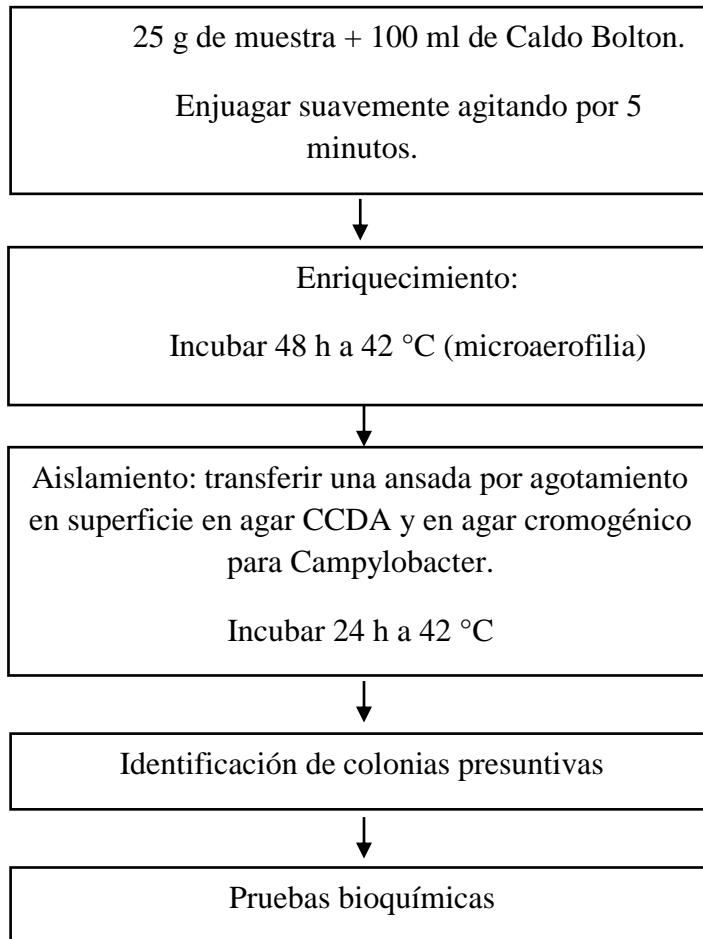 25 g de muestra + 100 ml de Caldo Bolton.
Enjuagar suavemente agitando por 5
minutos.
Enriquecimiento:
Incubar 48 h a 42 °C (microaerofilia)
Aislamiento: transferir una ansada por agotamiento
en superficie en agar CCDA y en agar cromogénico
para Campylobacter.
Incubar 24 h a 42 °C
Identificación de colonias presuntivas
Pruebas bioquímicas